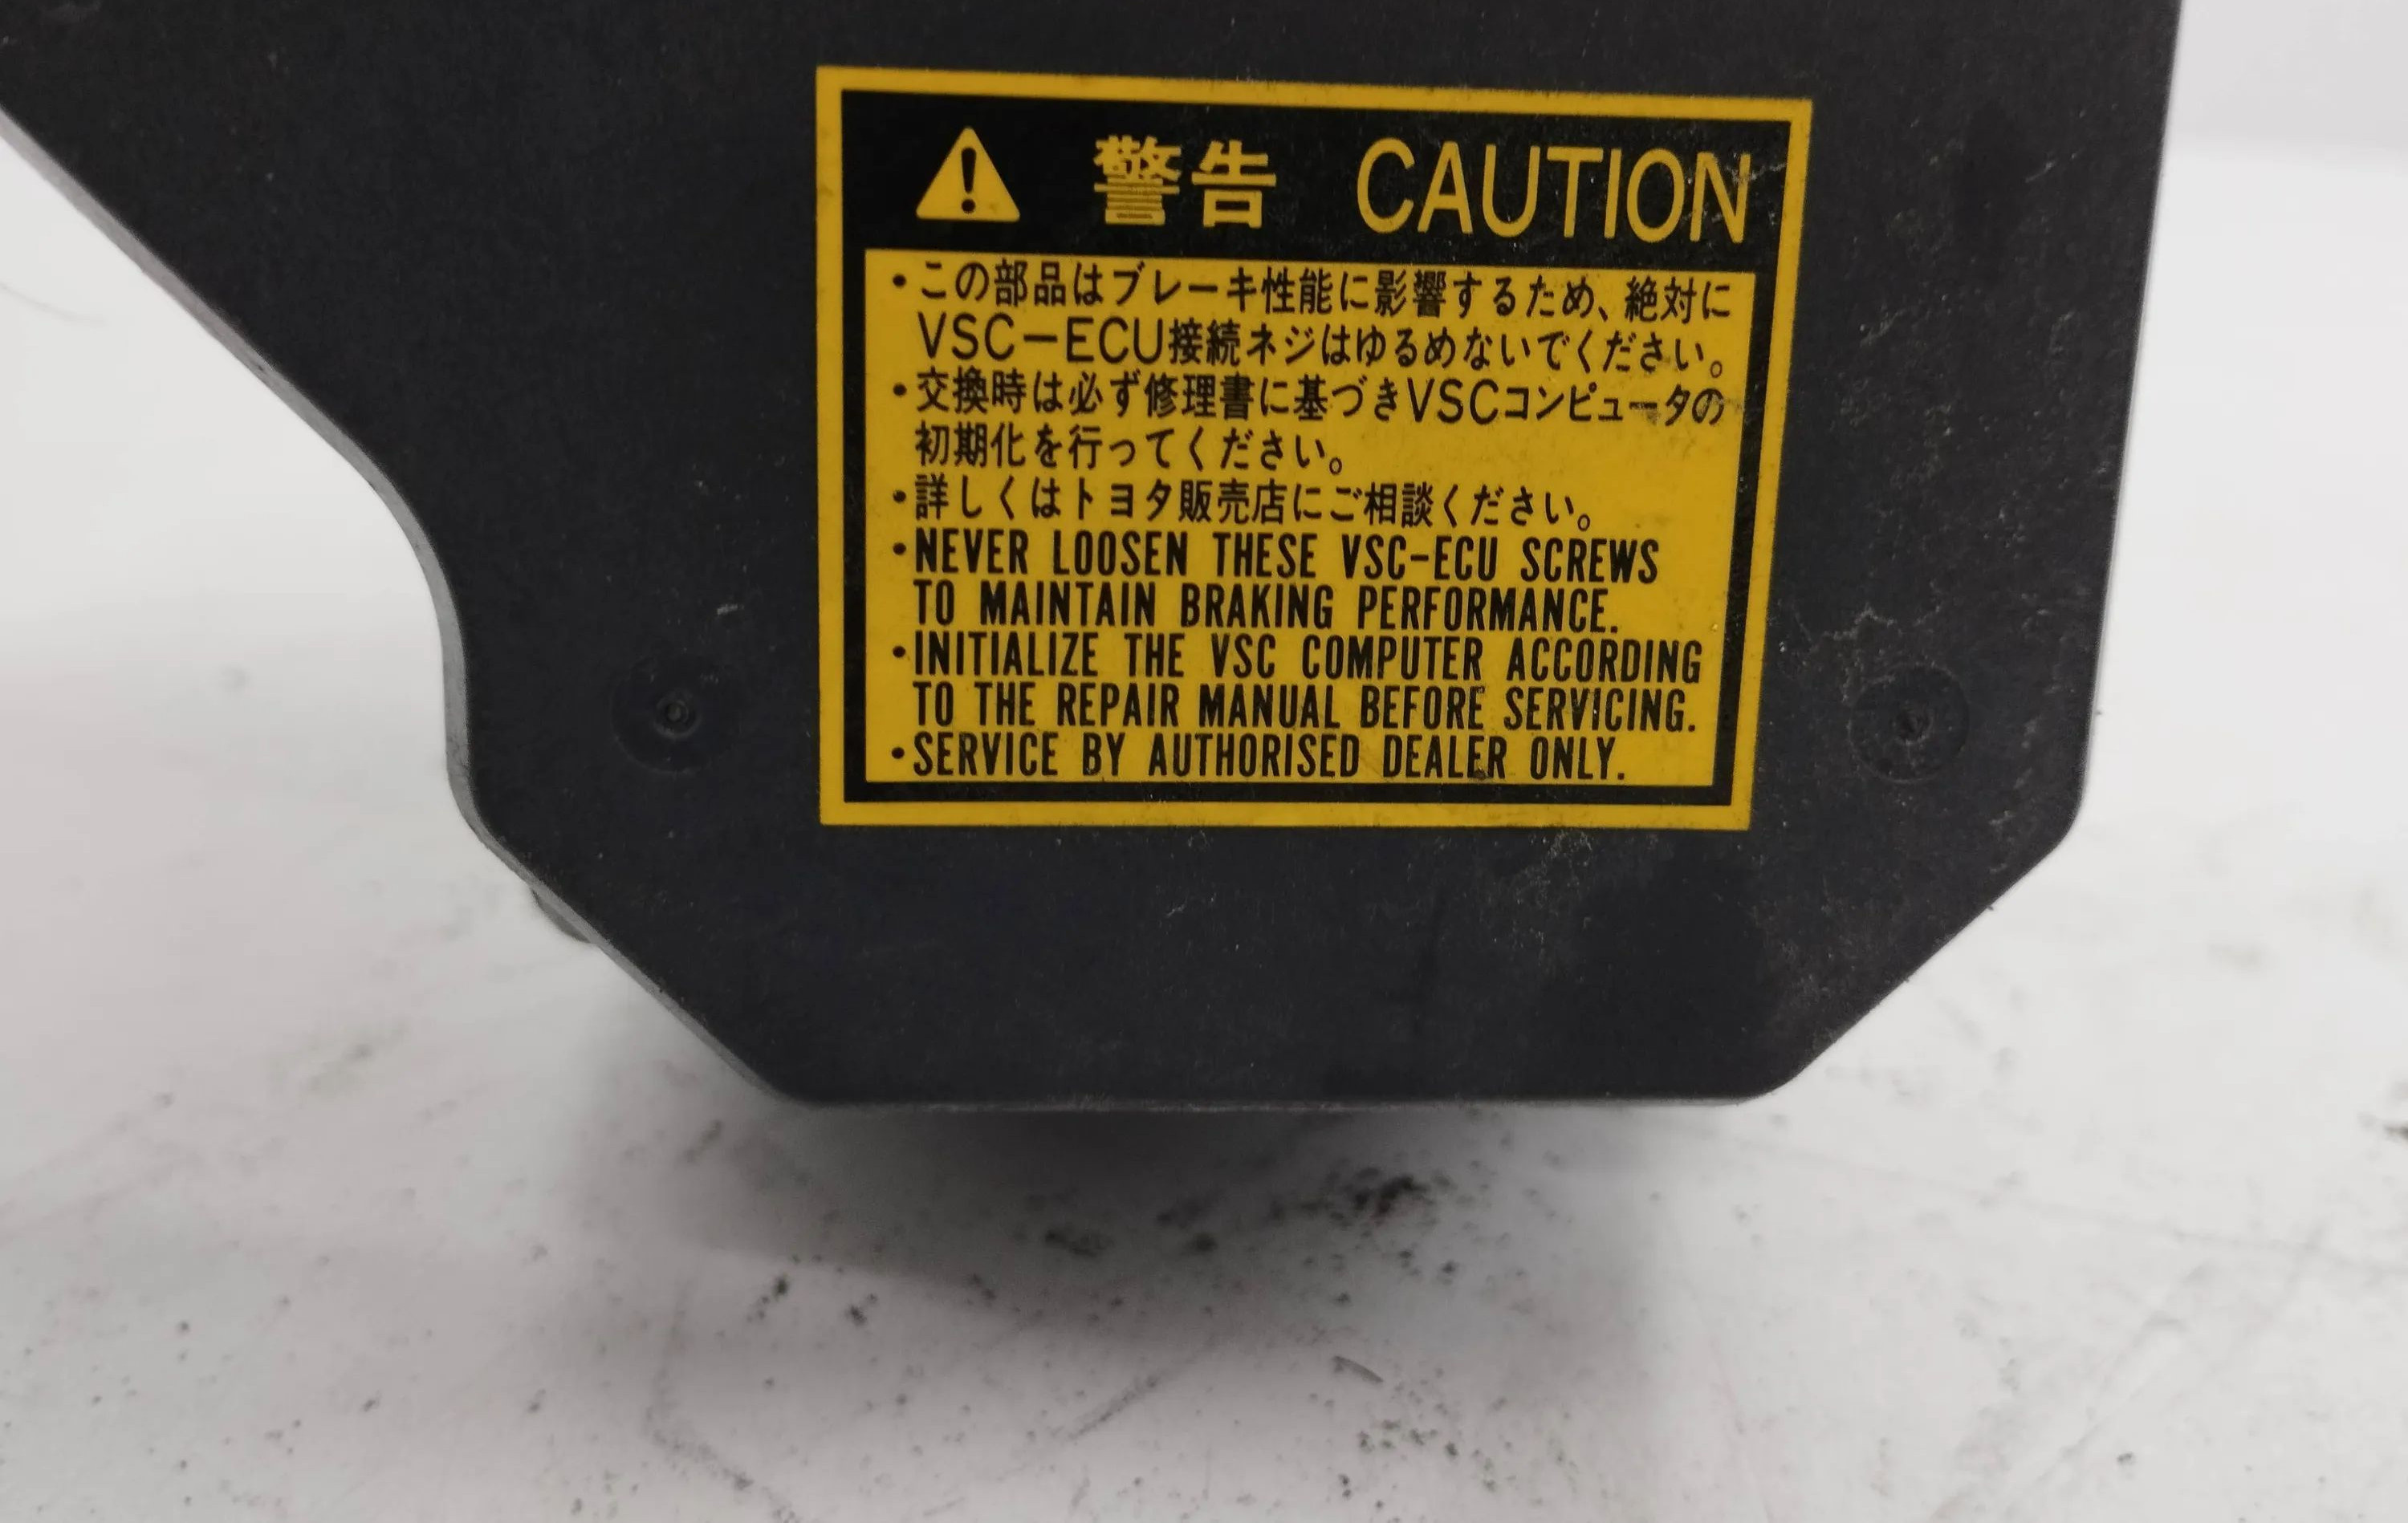 警告 CAUTION
・この部品はブレーキ性能に影響するため、絶対に
VSC-ECU接続ネジはゆるめないでください。
・交換時は必ず修理書に基づきVSCコンピュータの
初期化を行ってください。
・詳しくはトヨタ販売店にご相談ください。
・NEVER LOOSEN THESE VSC-ECU SCREWS
TO MAINTAIN BRAKING PERFORMANCE.
・INITIALIZE THE VSC COMPUTER ACCORDING
TO THE REPAIR MANUAL BEFORE SERVICING.
・SERVICE BY AUTHORISED DEALER ONLY.